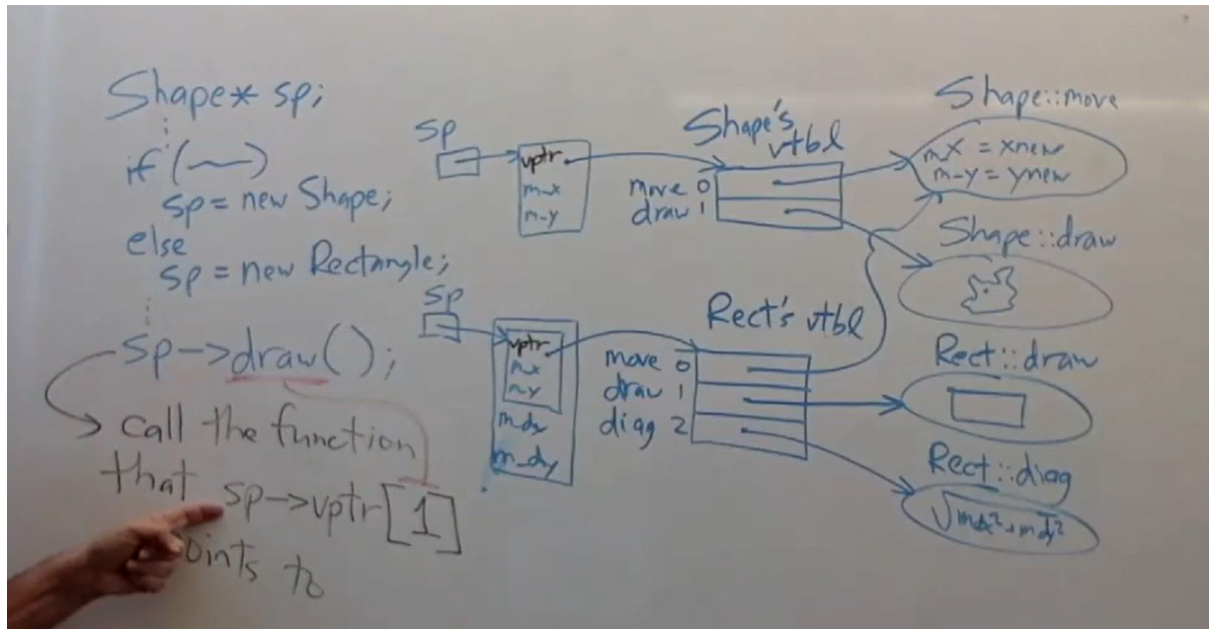 Shape* sp;
if (~)
sp = new Shape;
else
sp = new Rectangle;
sp->draw();
call the function
that sp->vptr[1]
points to
sp
vptr
m_x
m_y
Shape's
vtbl
move 0
draw 1
Shape::move
m_x = xnew
m_y = ynew
Shape::draw
sp
vptr
m_x
m_y
m_dx
m_dy
Rect's vtbl
move 0
draw 1
diag 2
Rect::draw
Rect::diag
√m_dx²+m_dy²